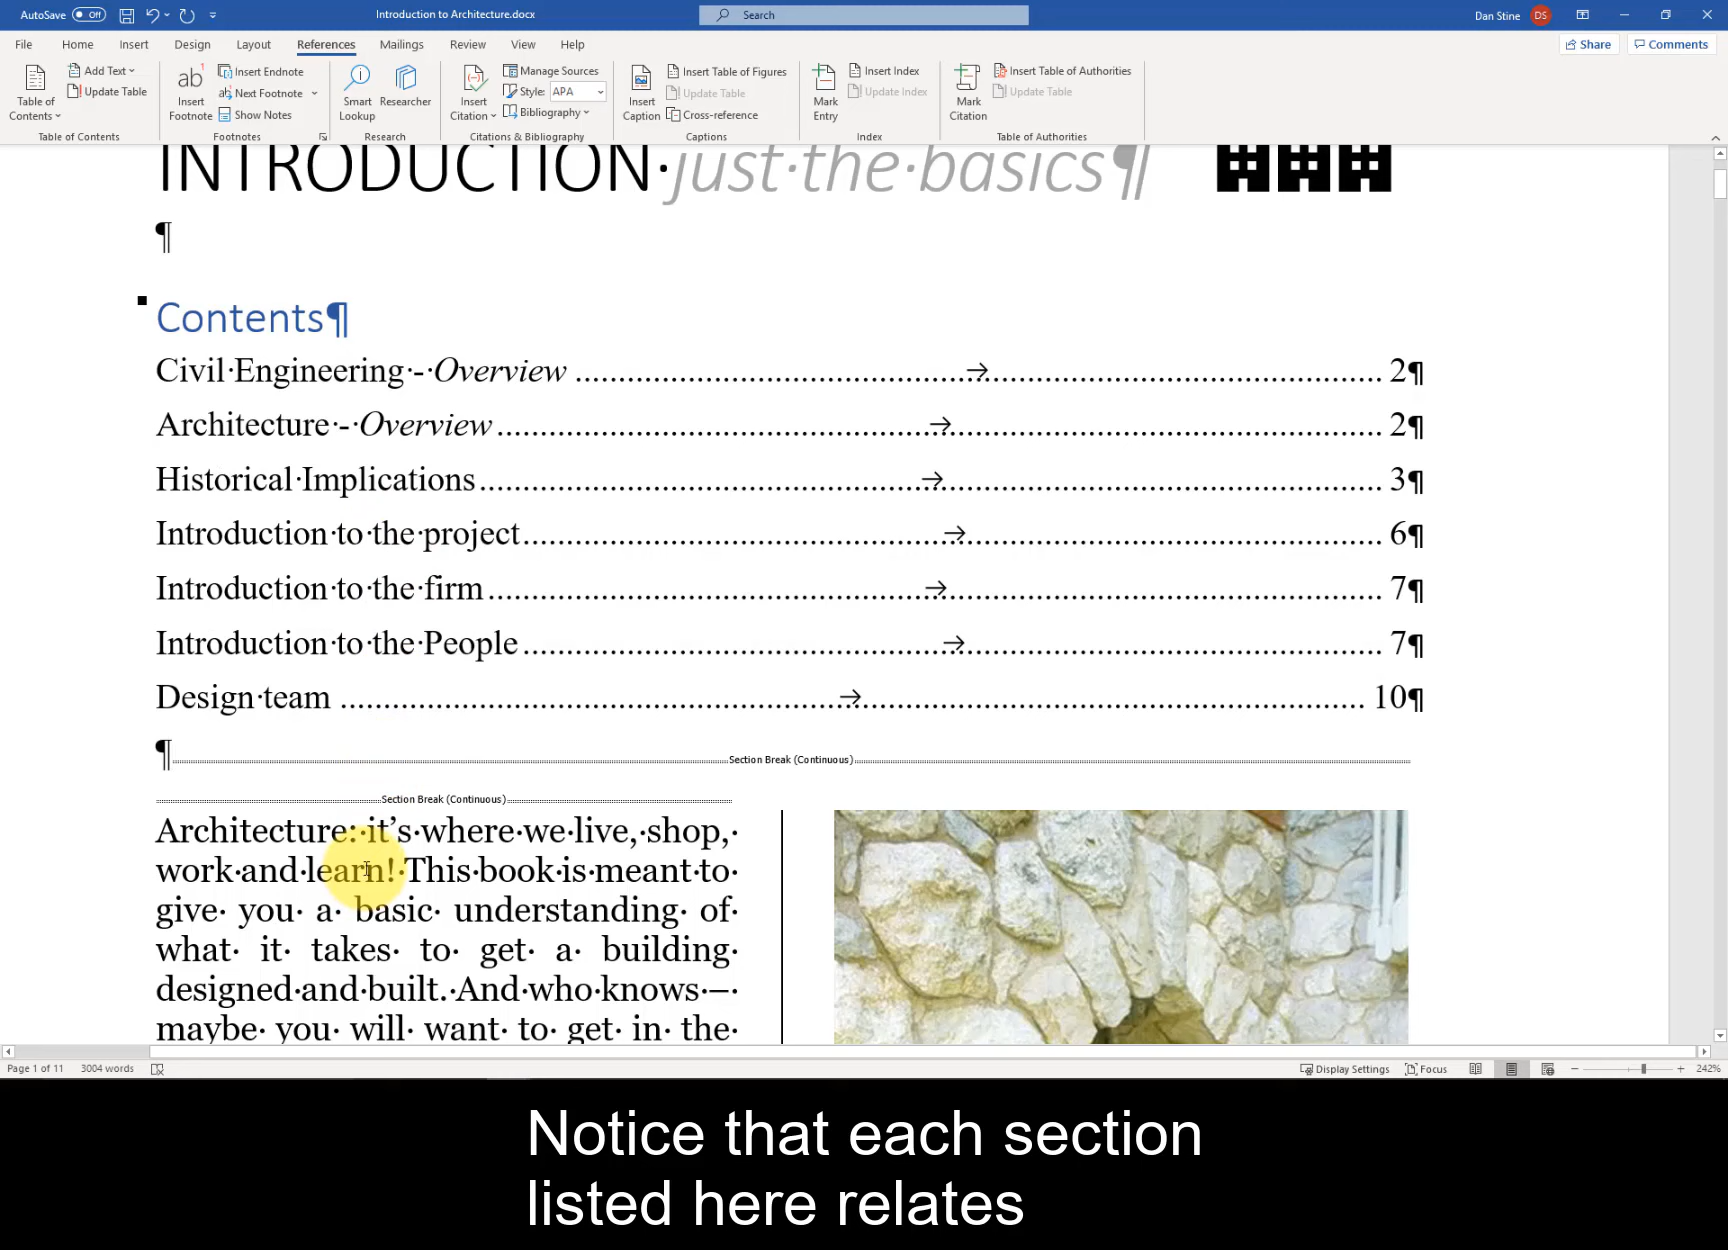 AutoSave Off Introduction to Architecture.docx Search Dan Stine DS
File Home Insert Design Layout References Mailings Review View Help Share Comments
Table of Contents Add Text Update Table
Insert Footnote Insert Endnote Next Footnote Show Notes
Smart Lookup Researcher
Insert Citation Manage Sources Style: APA Bibliography
Insert Caption Insert Table of Figures Update Table Cross-reference
Mark Entry Insert Index Update Index
Mark Citation Insert Table of Authorities Update Table
Table of Contents Footnotes Research Citations & Bibliography Captions Index Table of Authorities
INTRODUCTION·just·the·basics¶
¶
Contents¶
Civil·Engineering·-·Overview ........→........ 2¶
Architecture·-·Overview ........→........ 2¶
Historical·Implications ........→........ 3¶
Introduction·to·the·project ........→........ 6¶
Introduction·to·the·firm ........→........ 7¶
Introduction·to·the·People ........→........ 7¶
Design·team ........→........ 10¶
¶ Section Break (Continuous)
Section Break (Continuous)
Architecture:·it’s·where·we·live,·shop,·
work·and·learn!·This·book·is·meant·to·
give· you· a· basic· understanding· of·
what· it· takes· to· get· a· building·
designed·and·built.·And·who·knows·–·
maybe· you· will· want· to· get· in· the·
Page 1 of 11 3004 words Display Settings Focus 242%
Notice that each section
listed here relates